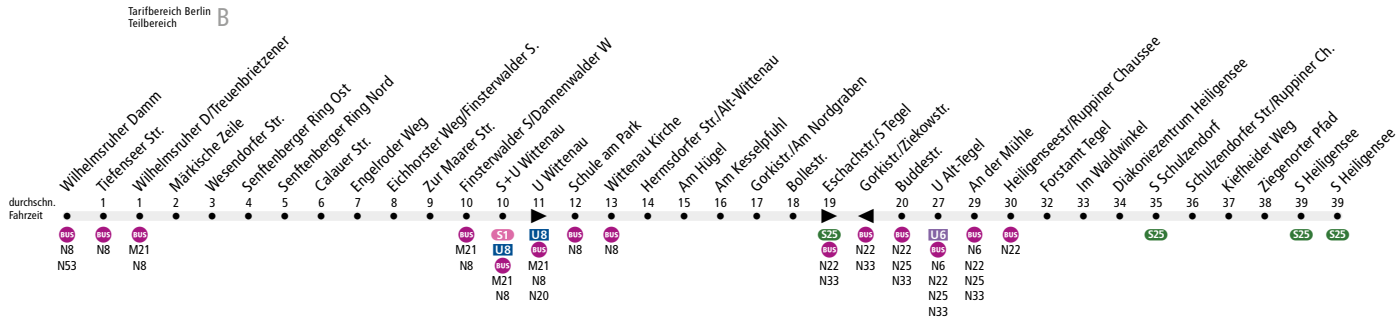 Tarifbereich Berlin B
Teilbereich
Wilhelmsruher Damm
Tiefenseer Str.
Wilhelmsruher D/Treuenbrietzener
Märkische Zeile
Wesendorfer Str.
Senftenberger Ring Ost
Senftenberger Ring Nord
Calauer Str.
Engelroder Weg
Eichhorster Weg/Finsterwalder S.
Zur Maarer Str.
Finsterwalder S/Dannenwalder W
S+U Wittenau
U Wittenau
Schule am Park
Wittenau Kirche
Hermsdorfer Str./Alt-Wittenau
Am Hügel
Am Kesselpfuhl
Gorkistr./Am Nordgraben
Bollestr.
Eschachstr./S Tegel
Gorkistr./Ziekowstr.
Buddestr.
U Alt-Tegel
An der Mühle
Heiligenseestr/Ruppiner Chaussee
Forstamt Tegel
Im Waldwinkel
Diakoniezentrum Heiligensee
S Schulzendorf
Schulzendorfer Str./Ruppiner Ch.
Kiefheider Weg
Ziegenorter Pfad
S Heiligensee
S Heiligensee
durchschn. 1 1 2 3 4 5 6 7 8 9 10 10 11 12 13 14 15 16 17 18 19 20 27 29 30 32 33 34 35 36 37 38 39 39
Fahrzeit
BUS BUS BUS BUS S1 U8 BUS BUS S25 BUS BUS U6 BUS BUS S25 S25 S25
N8 N8 M21 M21 U8 BUS N8 N8 BUS N22 N22 BUS N6 N22
N53 N8 N8 BUS M21 N22 N33 N25 N6 N22
M21 N8 N33 N33 N22 N25
N8 N20 N25 N33
N33